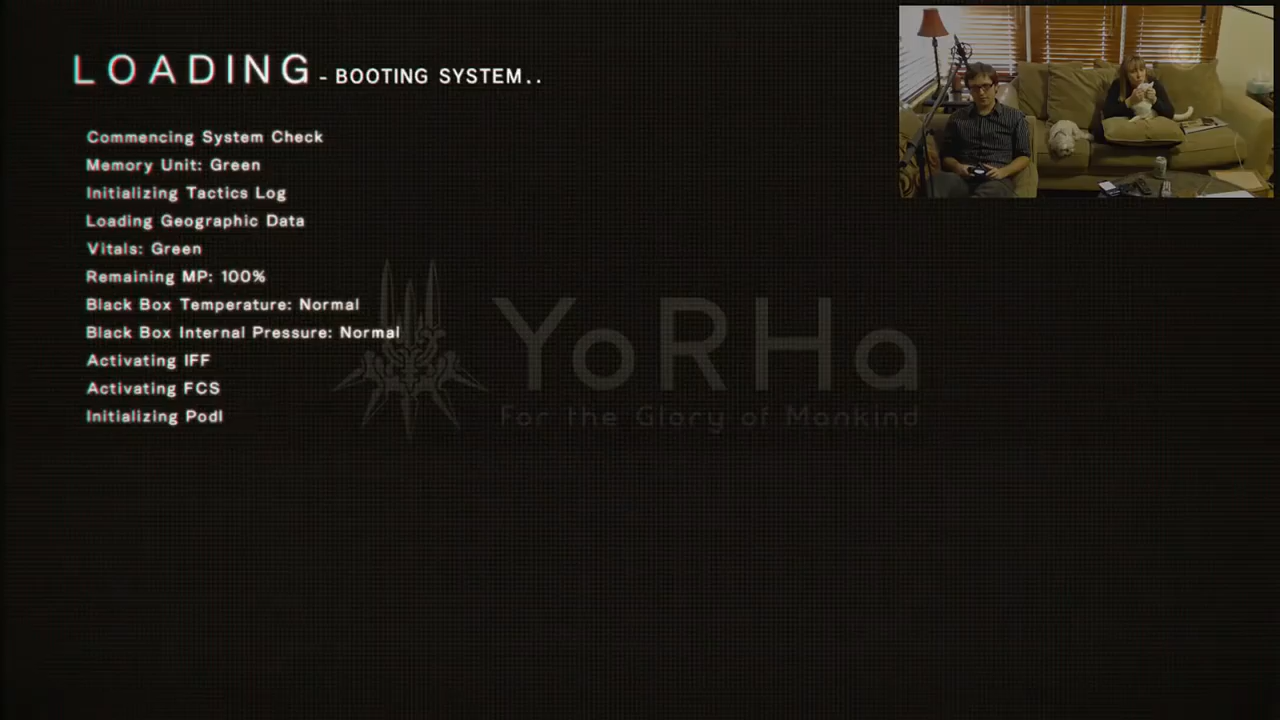 LOADING - BOOTING SYSTEM..
Commencing System Check
Memory Unit: Green
Initializing Tactics Log
Loading Geographic Data
Vitals: Green
Remaining MP: 100%
Black Box Temperature: Normal
Black Box Internal Pressure: Normal
Activating IFF
Activating FCS
Initializing Pod
YoRHa
For the Glory of Mankind